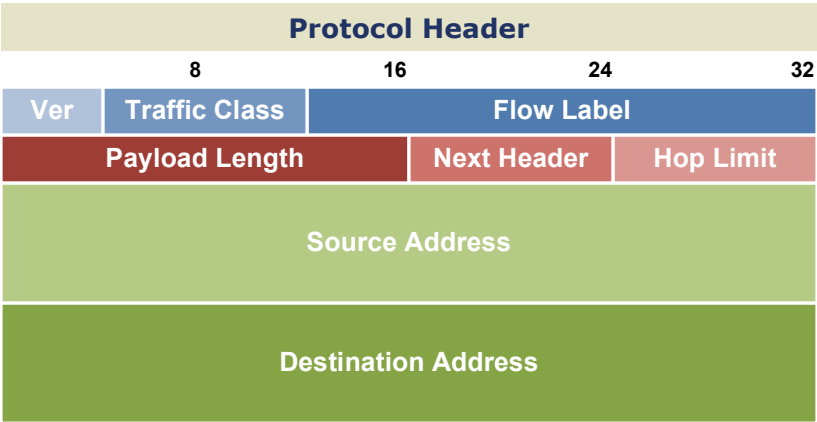 Protocol Header
8 16 24 32
Ver Traffic Class Flow Label
Payload Length Next Header Hop Limit
Source Address
Destination Address